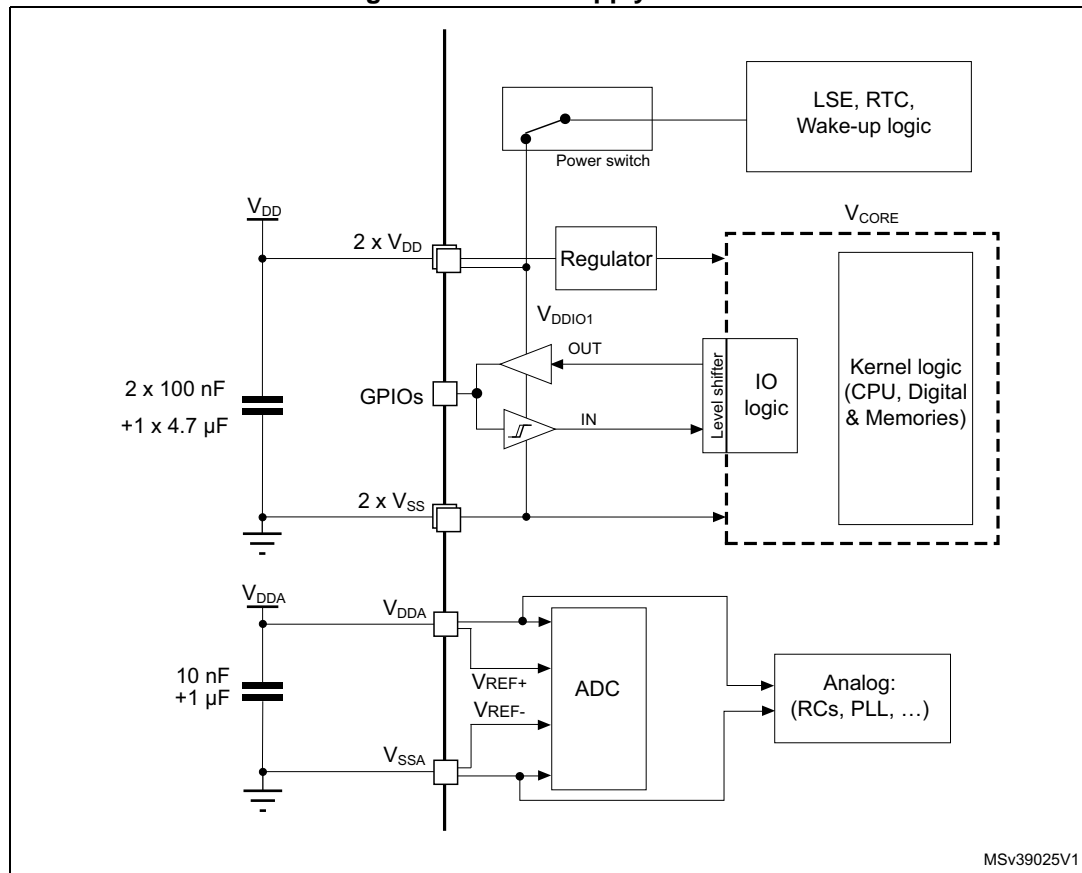 supply
LSE, RTC,
Wake-up logic
Power switch
VDD
VCORE
2 x VDD
Regulator
VDDIO1
OUT
2 x 100 nF
+1 x 4.7 µF
GPIOs
Level shifter
IO
logic
Kernel logic
(CPU, Digital
& Memories)
IN
2 x VSS
VDDA
VDDA
10 nF
+1 µF
VREF+
ADC
VREF-
Analog:
(RCs, PLL, …)
VSSA
MSv39025V1